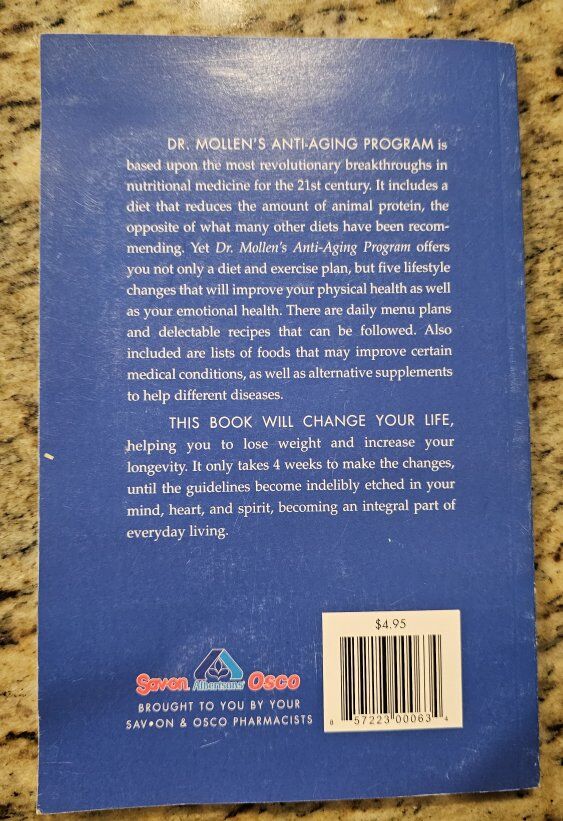 DR. MOLLEN'S ANTI-AGING PROGRAM is
based upon the most revolutionary breakthroughs in
nutritional medicine for the 21st century. It includes a
diet that reduces the amount of animal protein, the
opposite of what many other diets have been recom-
mending. Yet Dr. Mollen's Anti-Aging Program offers
you not only a diet and exercise plan, but five lifestyle
changes that will improve your physical health as well
as your emotional health. There are daily menu plans
and delectable recipes that can be followed. Also
included are lists of foods that may improve certain
medical conditions, as well as alternative supplements
to help different diseases.
THIS BOOK WILL CHANGE YOUR LIFE,
helping you to lose weight and increase your
longevity. It only takes 4 weeks to make the changes,
until the guidelines become indelibly etched in your
mind, heart, and spirit, becoming an integral part of
everyday living.
Sav-on Albertsons Osco
BROUGHT TO YOU BY YOUR
SAV•ON & OSCO PHARMACISTS
$4.95
8 57223 00063 4